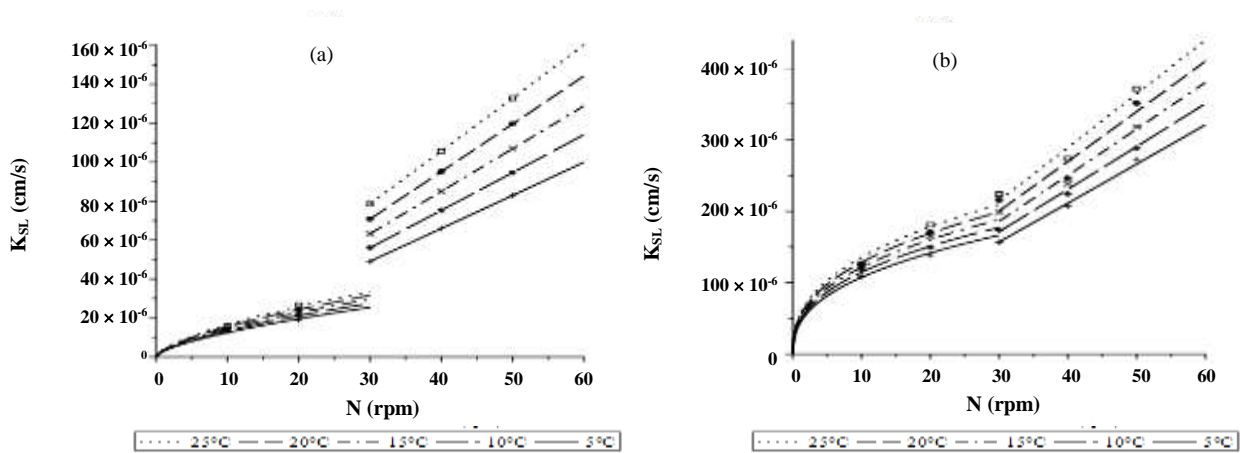 (a)
160 × 10⁻⁶
140 × 10⁻⁶
120 × 10⁻⁶
100 × 10⁻⁶
80 × 10⁻⁶
60 × 10⁻⁶
40 × 10⁻⁶
20 × 10⁻⁶
0
K_SL (cm/s)
0 10 20 30 40 50 60
N (rpm)
25°C 20°C 15°C 10°C 5°C
(b)
400 × 10⁻⁶
300 × 10⁻⁶
200 × 10⁻⁶
100 × 10⁻⁶
0
K_SL (cm/s)
0 10 20 30 40 50 60
N (rpm)
25°C 20°C 15°C 10°C 5°C